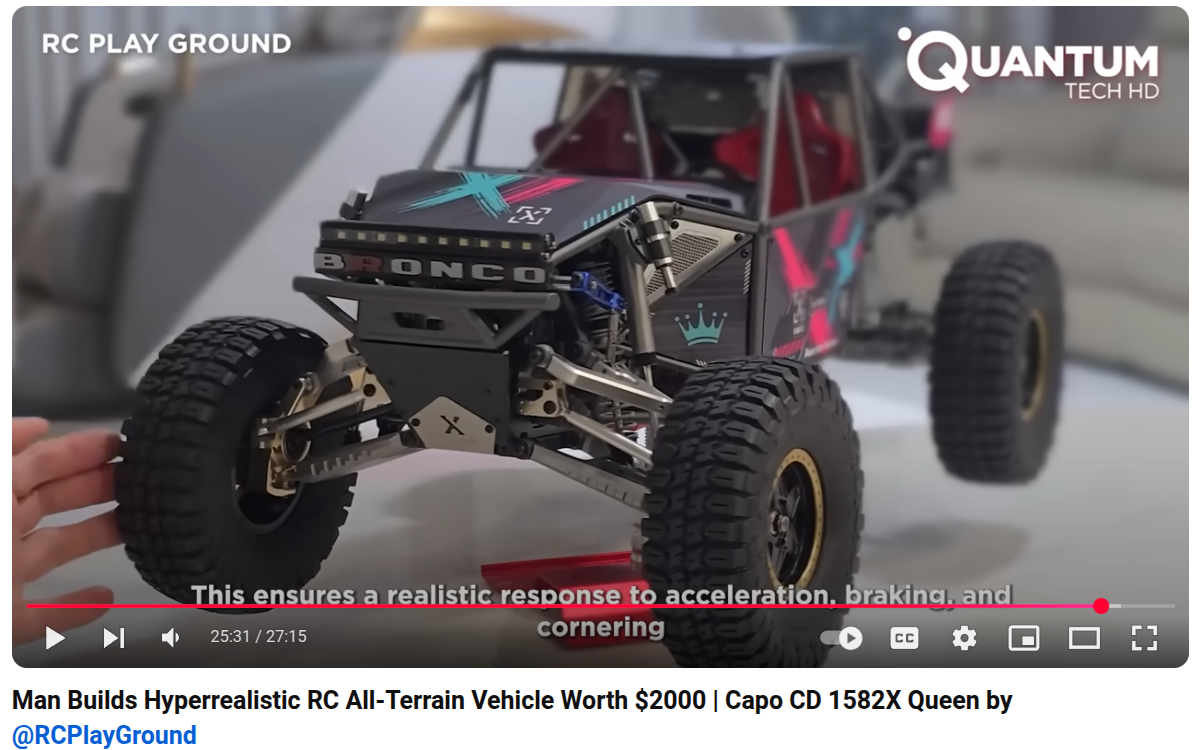 RC PLAY GROUND
QUANTUM
TECH HD
X
BRONCO
X
This ensures a realistic response to acceleration, braking, and
cornering
25:31 / 27:15
CC
Man Builds Hyperrealistic RC All-Terrain Vehicle Worth $2000 | Capo CD 1582X Queen by
@RCPlayGround